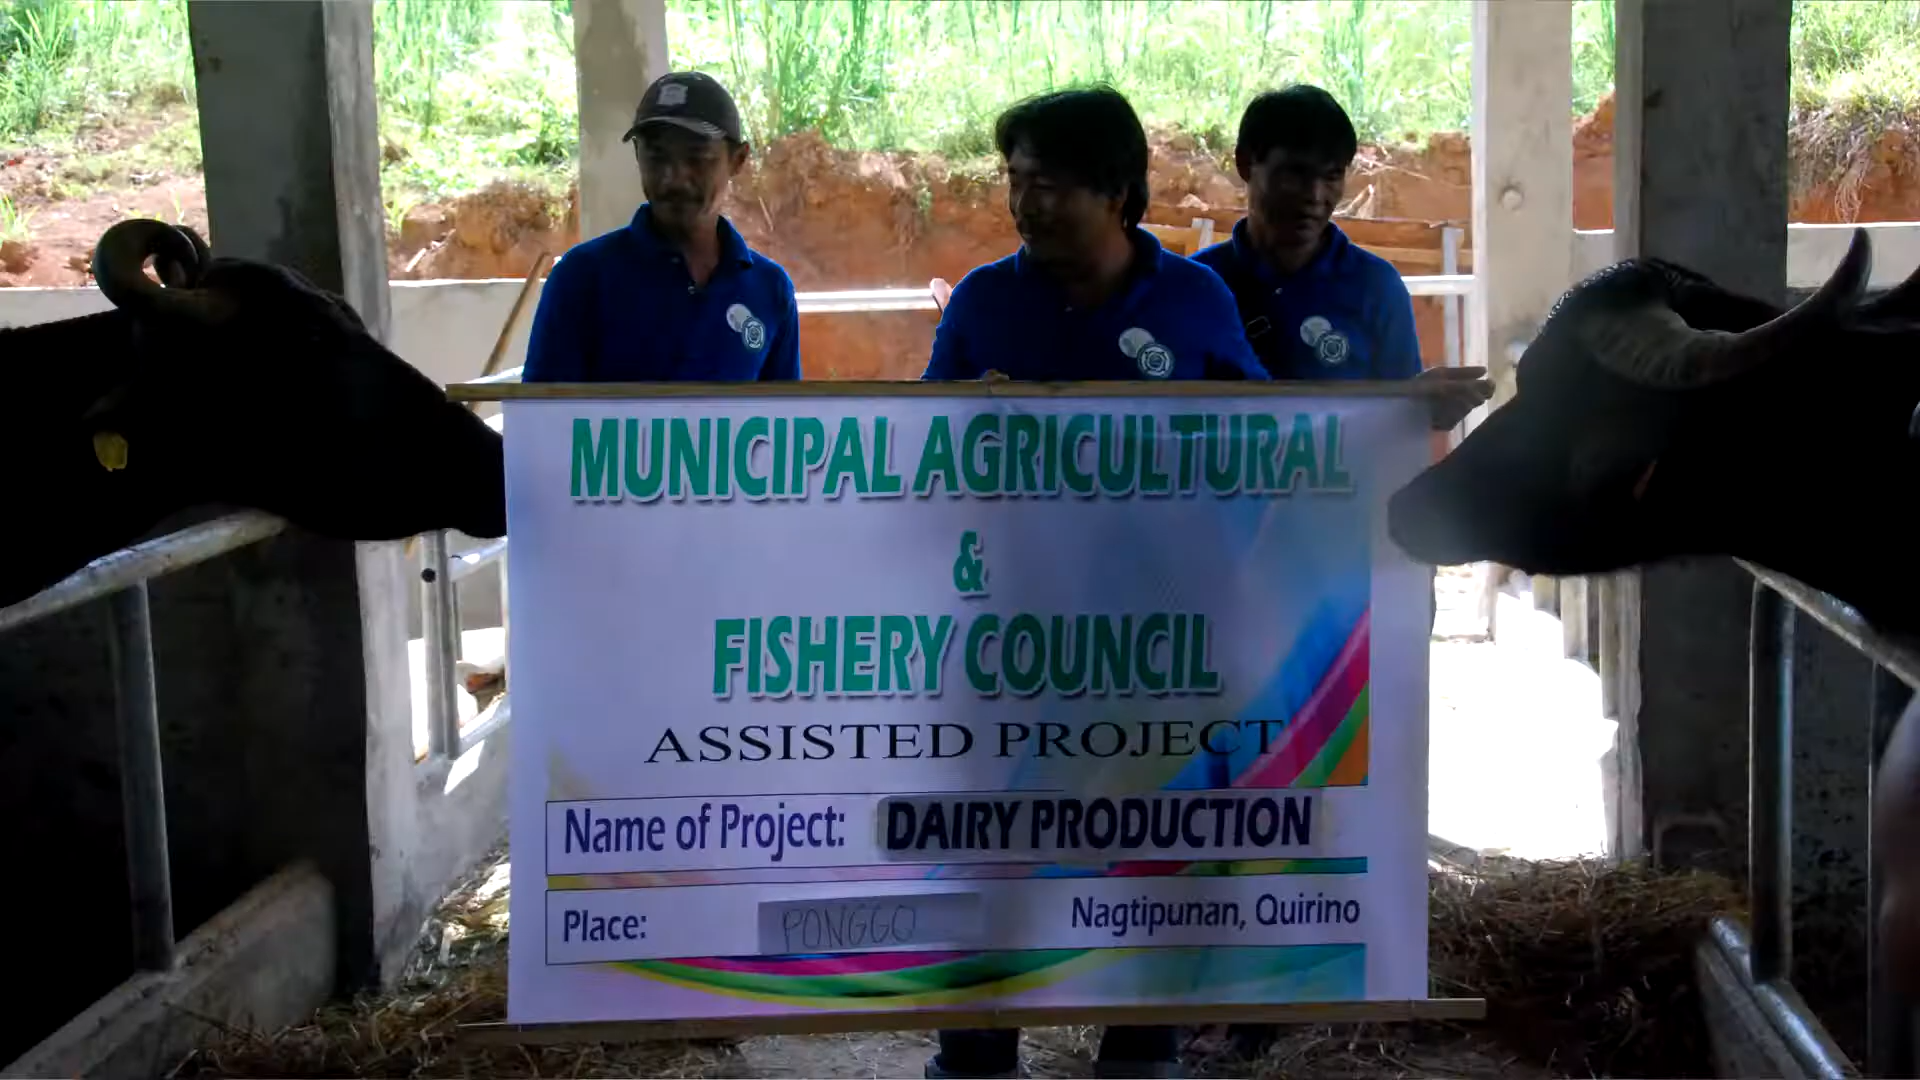 MUNICIPAL AGRICULTURAL
&
FISHERY COUNCIL
ASSISTED PROJECT
Name of Project: DAIRY PRODUCTION
Place: PONGGO Nagtipunan, Quirino